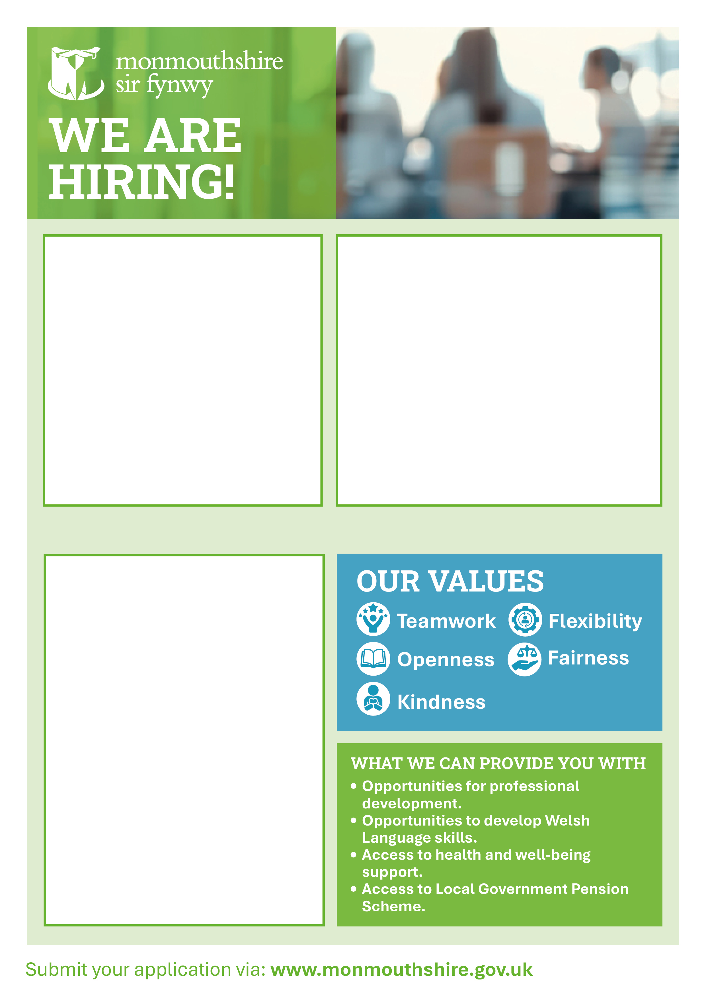 monmouthshire
sir fynwy
WE ARE
HIRING!
OUR VALUES
Teamwork
Flexibility
Openness
Fairness
Kindness
WHAT WE CAN PROVIDE YOU WITH
• Opportunities for professional
development.
• Opportunities to develop Welsh
Language skills.
• Access to health and well-being
support.
• Access to Local Government Pension
Scheme.
Submit your application via: www.monmouthshire.gov.uk